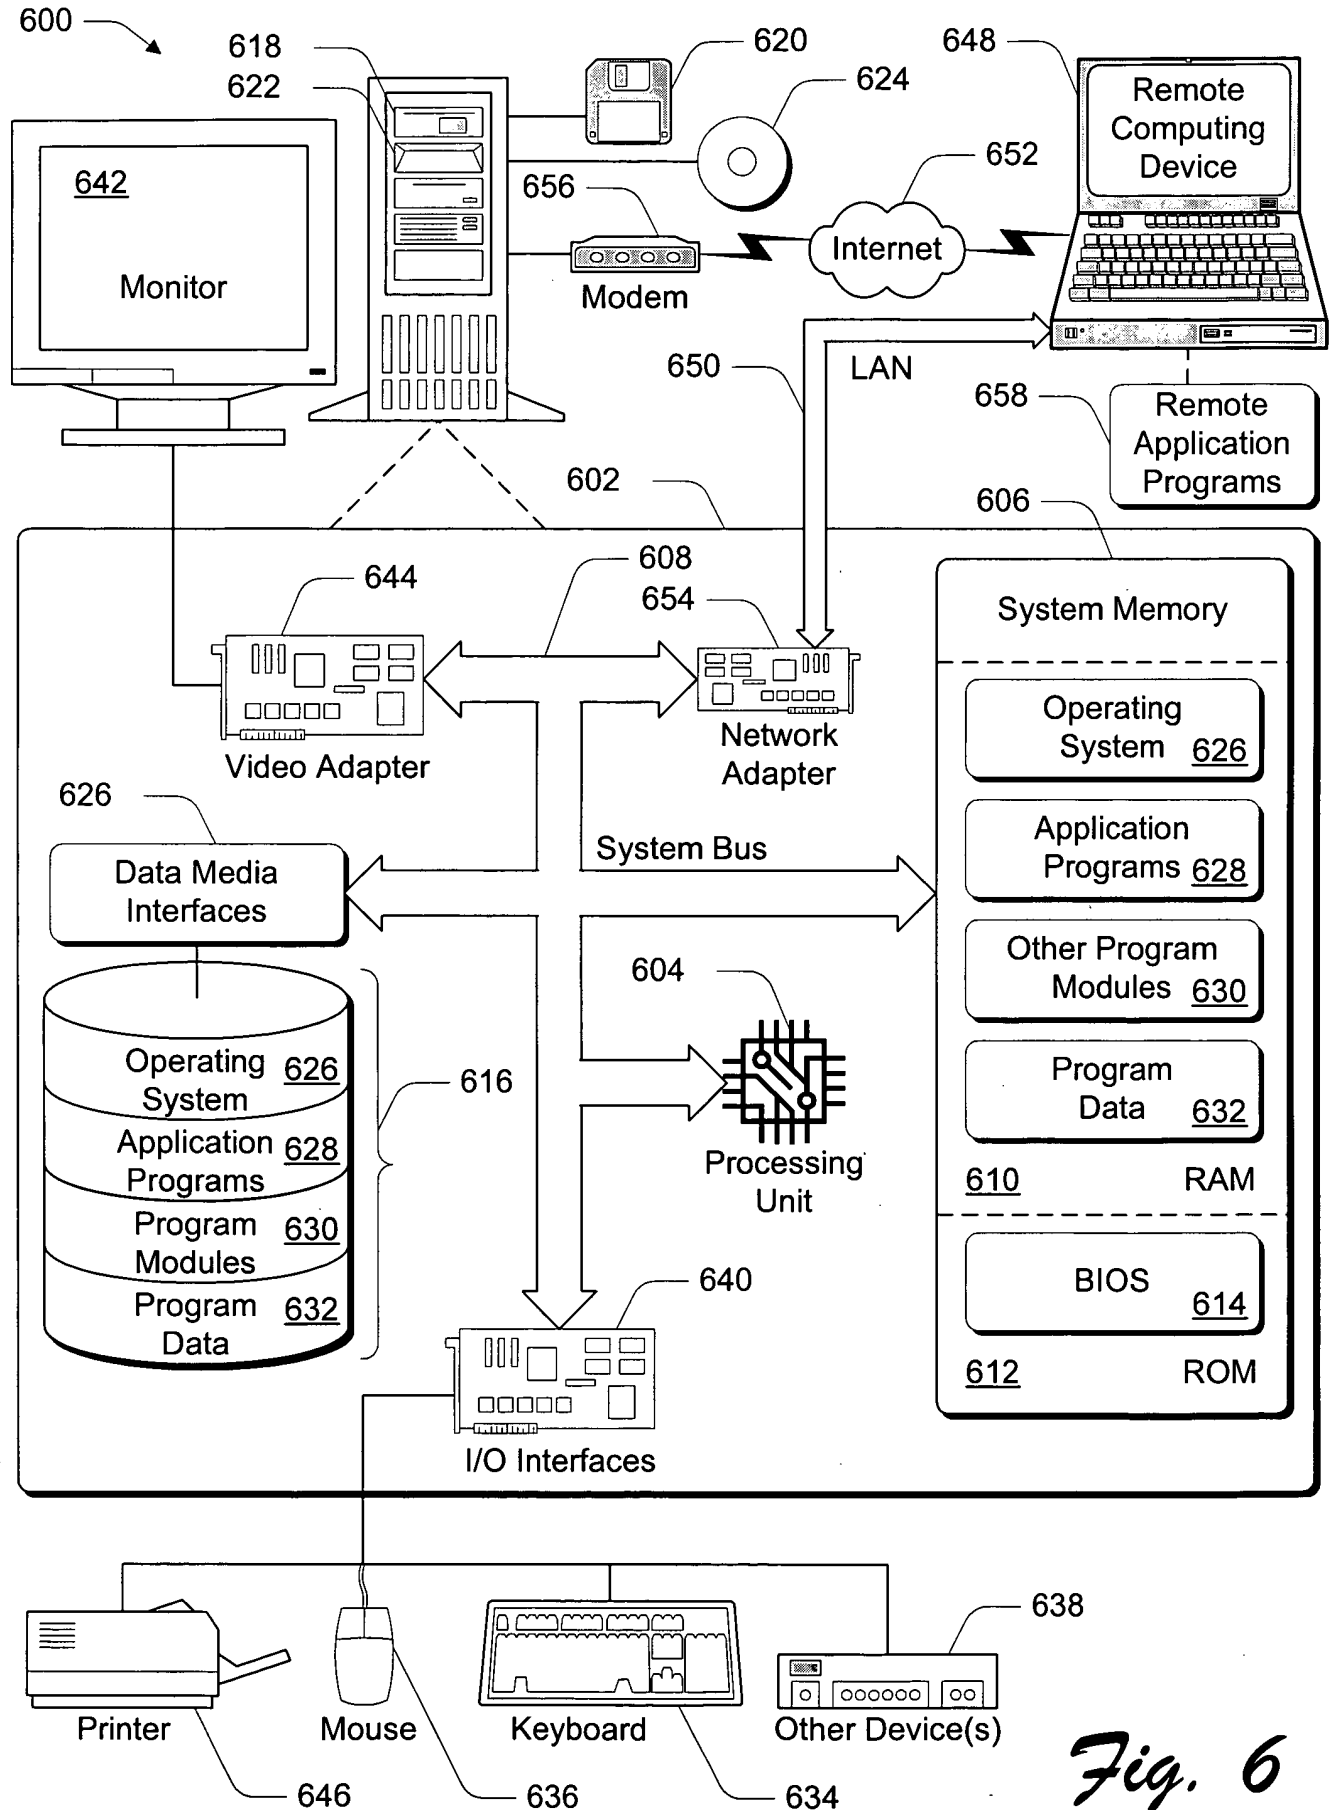 600
618
622
620
624
648
Remote
Computing
Device
642
Monitor
656
Modem
652
Internet
650
LAN
658
Remote
Application
Programs
602
606
608
644
654
System Memory
Video Adapter
Network
Adapter
Operating
System 626
626
Data Media
Interfaces
System Bus
Application
Programs 628
Other Program
Modules 630
604
Processing
Unit
Program
Data 632
610 RAM
Operating
System 626
Application
Programs 628
Program
Modules 630
Program
Data 632
616
BIOS
614
612 ROM
640
I/O Interfaces
638
Printer
Mouse
Keyboard
Other Device(s)
646
636
634
Fig. 6